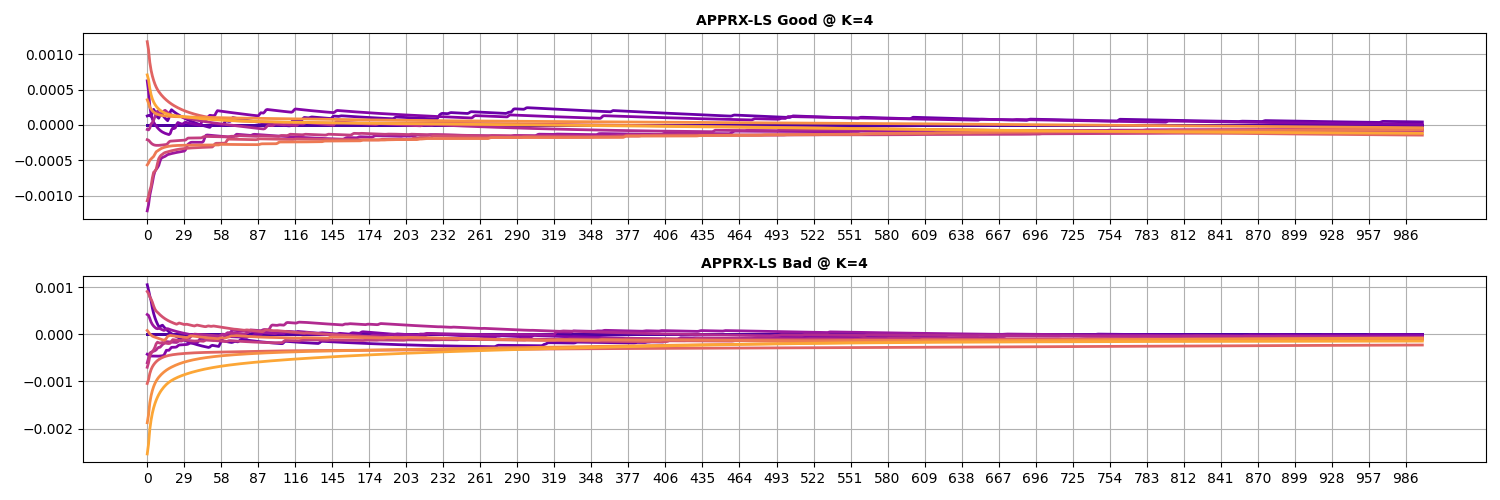 APPRX-LS Good @ K=4
0.0010
0.0005
0.0000
−0.0005
−0.0010
0 29 58 87 116 145 174 203 232 261 290 319 348 377 406 435 464 493 522 551 580 609 638 667 696 725 754 783 812 841 870 899 928 957 986
APPRX-LS Bad @ K=4
0.001
0.000
−0.001
−0.002
0 29 58 87 116 145 174 203 232 261 290 319 348 377 406 435 464 493 522 551 580 609 638 667 696 725 754 783 812 841 870 899 928 957 986